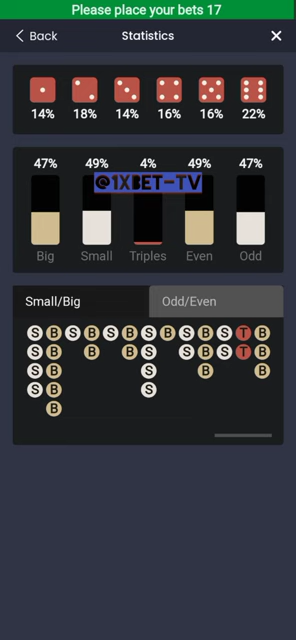 Please place your bets 17
Back Statistics
14% 18% 14% 16% 16% 22%
47% 49% 4% 49% 47%
@1XBET-TV
Big Small Triples Even Odd
Small/Big Odd/Even
S B S B S B S B S B S T B
S B B B S S B S T B
S B S B B
S B S
B